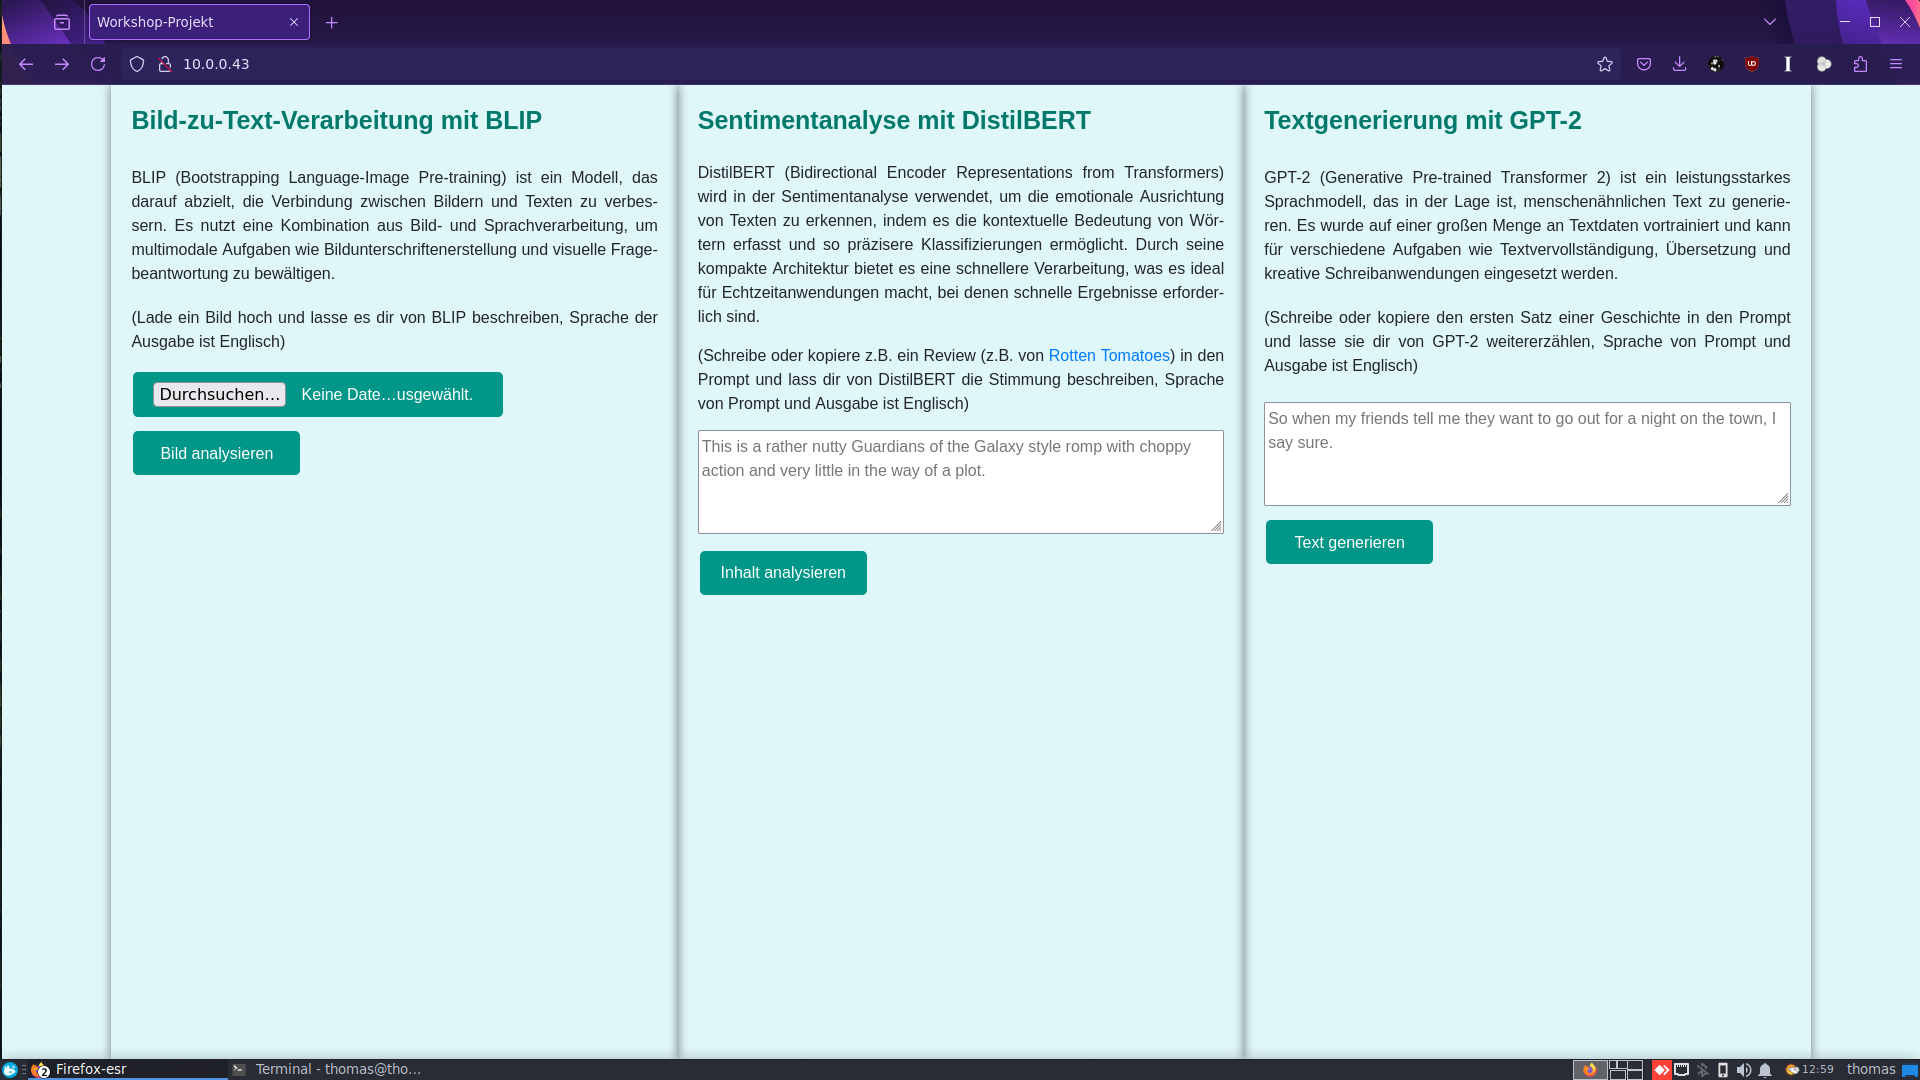 Workshop-Projekt
10.0.0.43
Bild-zu-Text-Verarbeitung mit BLIP
BLIP (Bootstrapping Language-Image Pre-training) ist ein Modell, das
darauf abzielt, die Verbindung zwischen Bildern und Texten zu verbes-
sern. Es nutzt eine Kombination aus Bild- und Sprachverarbeitung, um
multimodale Aufgaben wie Bildunterschriftenerstellung und visuelle Frage-
beantwortung zu bewältigen.
(Lade ein Bild hoch und lasse es dir von BLIP beschreiben, Sprache der
Ausgabe ist Englisch)
Durchsuchen... Keine Date…usgewählt.
Bild analysieren
Sentimentanalyse mit DistilBERT
DistilBERT (Bidirectional Encoder Representations from Transformers)
wird in der Sentimentanalyse verwendet, um die emotionale Ausrichtung
von Texten zu erkennen, indem es die kontextuelle Bedeutung von Wör-
tern erfasst und so präzisere Klassifizierungen ermöglicht. Durch seine
kompakte Architektur bietet es eine schnellere Verarbeitung, was es ideal
für Echtzeitanwendungen macht, bei denen schnelle Ergebnisse erforder-
lich sind.
(Schreibe oder kopiere z.B. ein Review (z.B. von Rotten Tomatoes) in den
Prompt und lass dir von DistilBERT die Stimmung beschreiben, Sprache
von Prompt und Ausgabe ist Englisch)
This is a rather nutty Guardians of the Galaxy style romp with choppy
action and very little in the way of a plot.
Inhalt analysieren
Textgenerierung mit GPT-2
GPT-2 (Generative Pre-trained Transformer 2) ist ein leistungsstarkes
Sprachmodell, das in der Lage ist, menschenähnlichen Text zu generie-
ren. Es wurde auf einer großen Menge an Textdaten vortrainiert und kann
für verschiedene Aufgaben wie Textvervollständigung, Übersetzung und
kreative Schreibanwendungen eingesetzt werden.
(Schreibe oder kopiere den ersten Satz einer Geschichte in den Prompt
und lasse sie dir von GPT-2 weitererzählen, Sprache von Prompt und
Ausgabe ist Englisch)
So when my friends tell me they want to go out for a night on the town, I
say sure.
Text generieren
2 Firefox-esr
Terminal - thomas@tho...
12:59
thomas